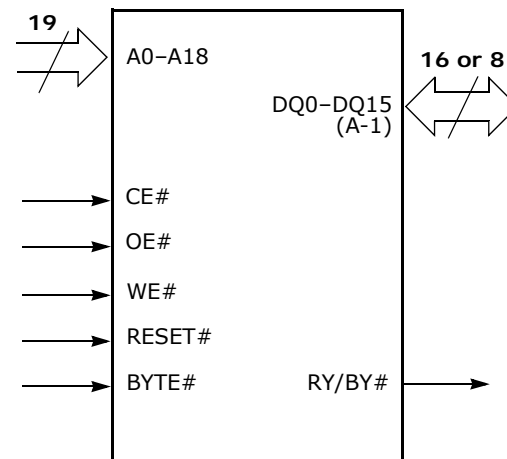 19
A0–A18
16 or 8
DQ0–DQ15
(A-1)
CE#
OE#
WE#
RESET#
BYTE#
RY/BY#